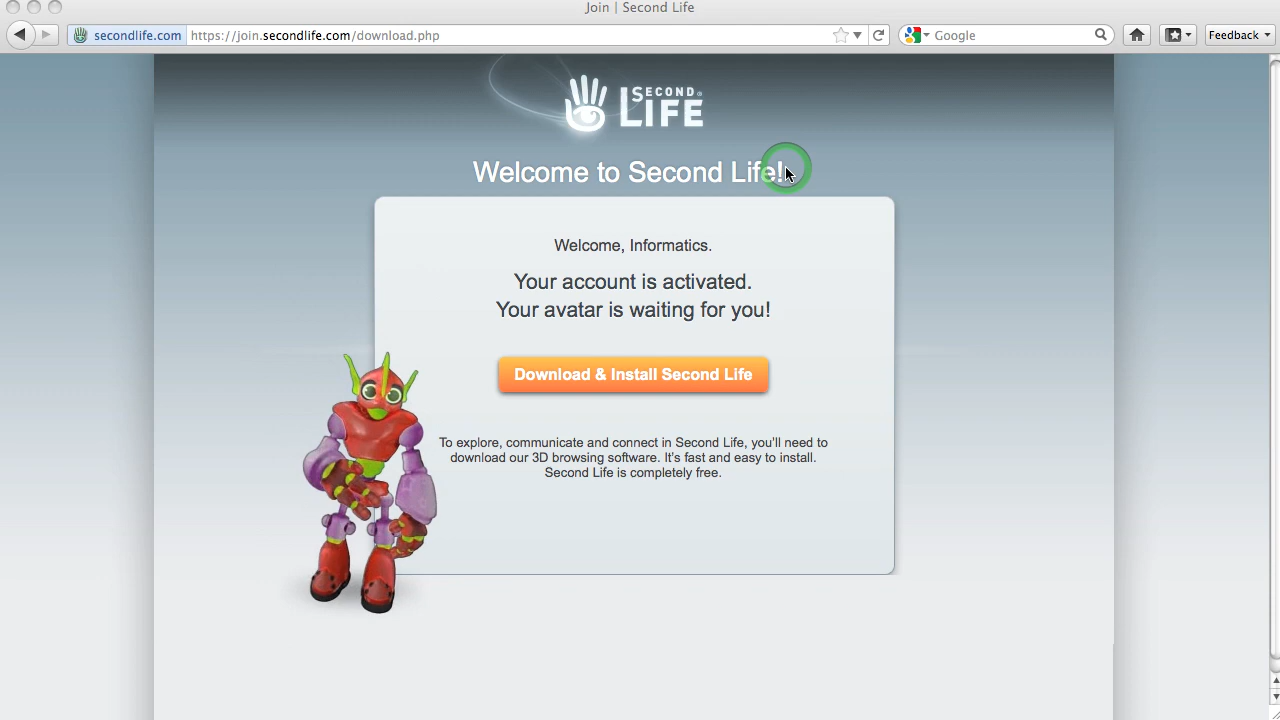 Join | Second Life
secondlife.com https://join.secondlife.com/download.php Google Feedback
SECOND®
LIFE
Welcome to Second Life!
Welcome, Informatics.
Your account is activated.
Your avatar is waiting for you!
Download & Install Second Life
To explore, communicate and connect in Second Life, you'll need to
download our 3D browsing software. It's fast and easy to install.
Second Life is completely free.